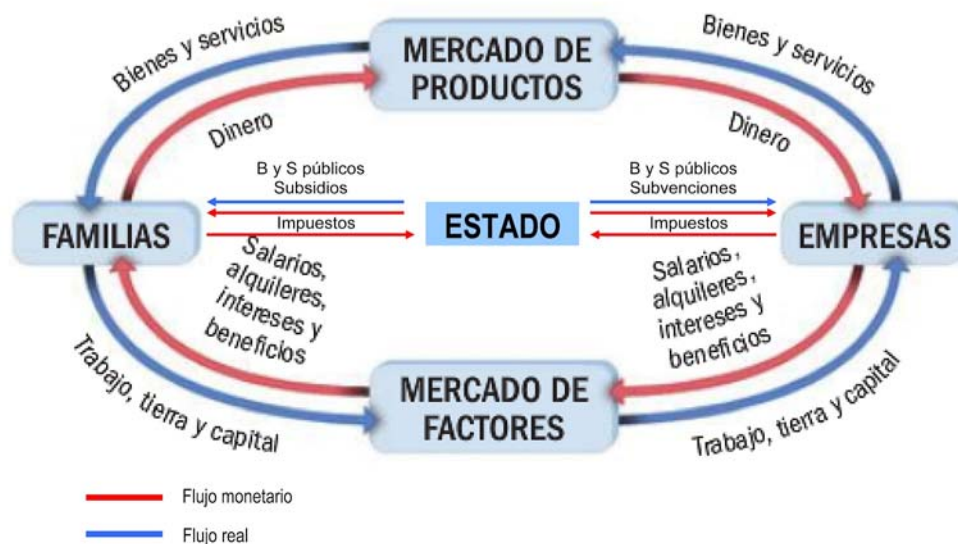 Bienes y servicios
MERCADO DE
PRODUCTOS
Bienes y servicios
Dinero
Dinero
B y S públicos
Subsidios
B y S públicos
Subvenciones
FAMILIAS
Impuestos
ESTADO
Impuestos
EMPRESAS
Salarios,
alquileres,
intereses y
beneficios
Salarios,
alquileres,
intereses y
beneficios
Trabajo, tierra y capital
MERCADO DE
FACTORES
Trabajo, tierra y capital
Flujo monetario
Flujo real